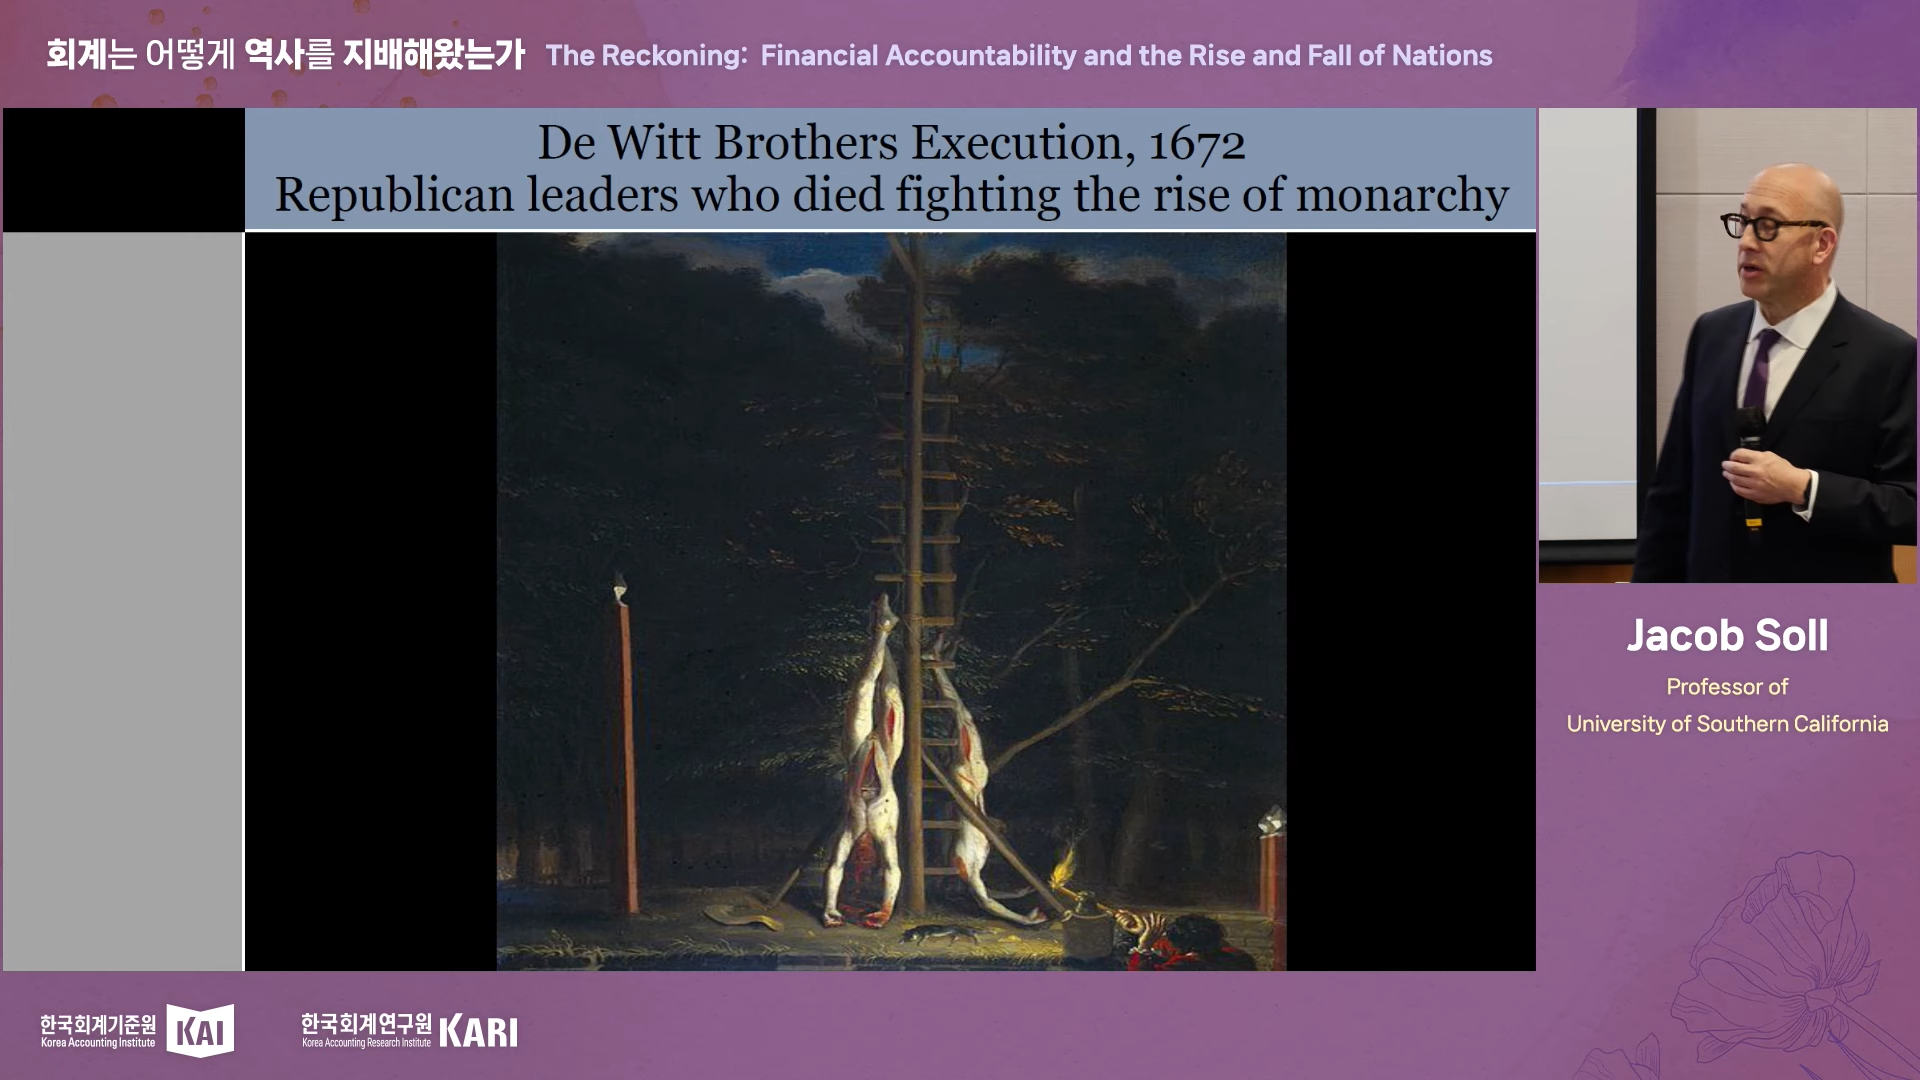 회계는 어떻게 역사를 지배해왔는가 The Reckoning: Financial Accountability and the Rise and Fall of Nations
De Witt Brothers Execution, 1672
Republican leaders who died fighting the rise of monarchy
Jacob Soll
Professor of
University of Southern California
한국회계기준원
Korea Accounting Institute
KAI
한국회계연구원
Korea Accounting Research Institute
KARI